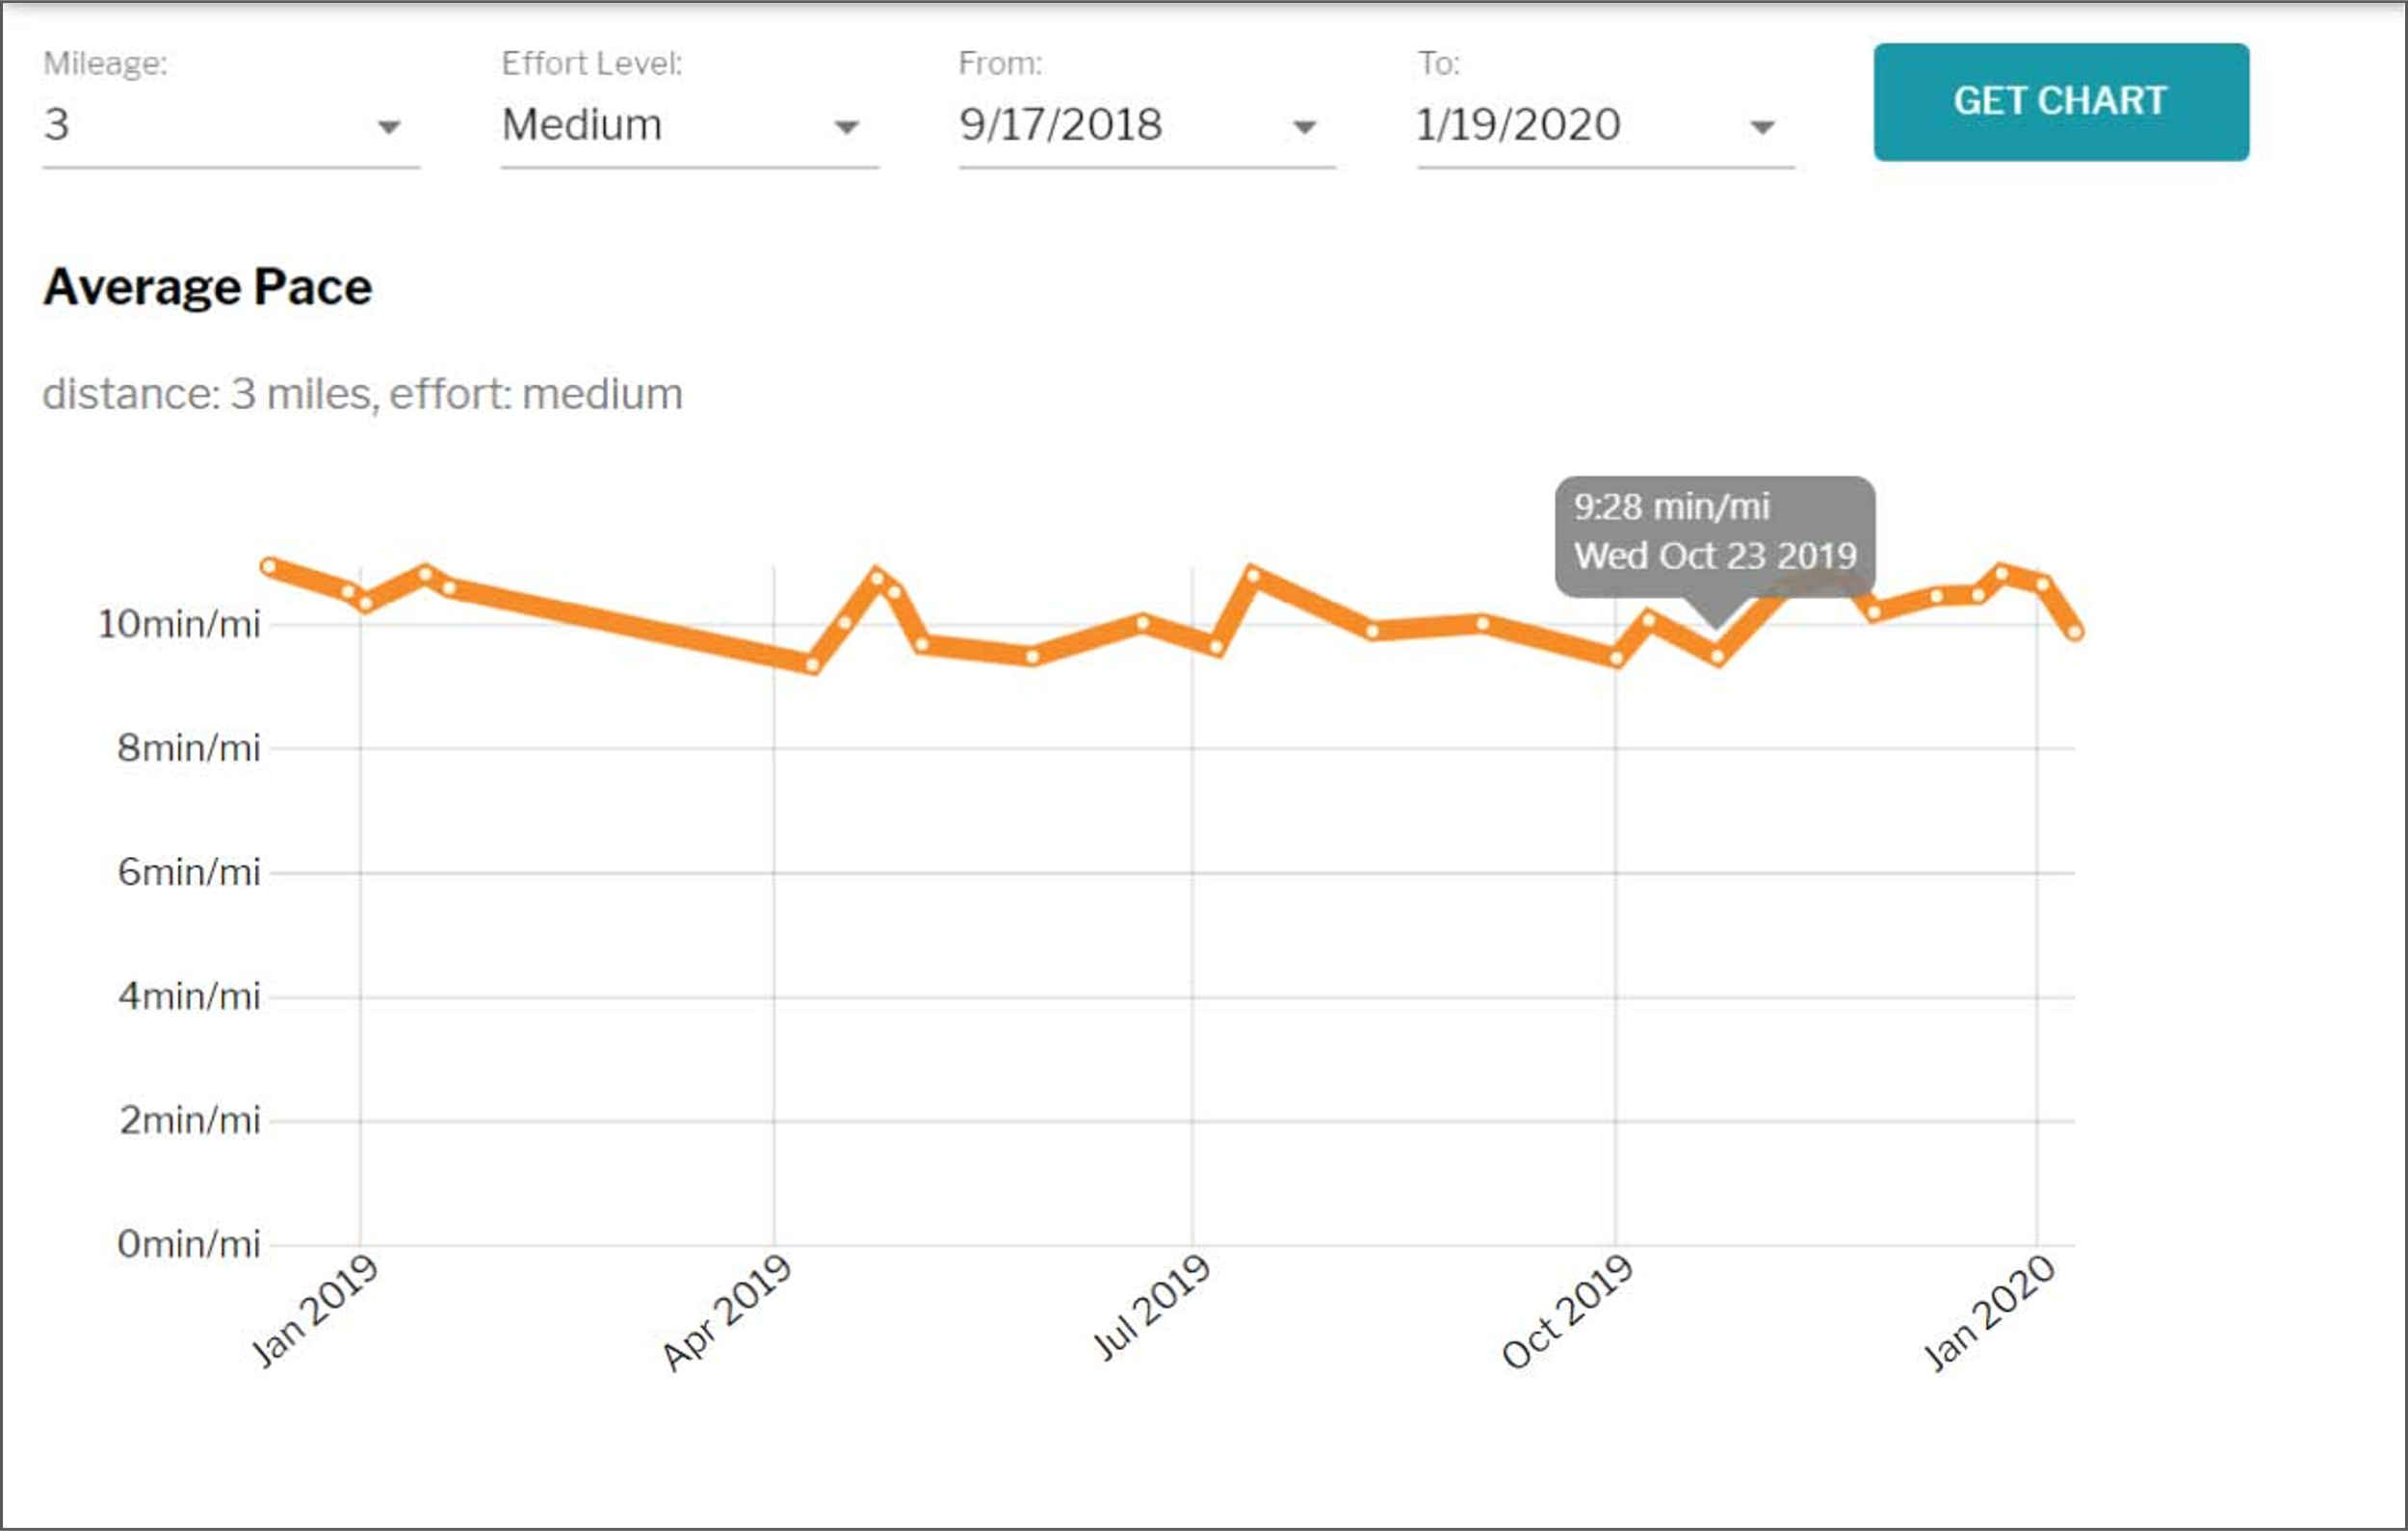 Mileage:
Effort Level:
From:
To:
3
Medium
9/17/2018
1/19/2020
GET CHART
Average Pace
distance: 3 miles, effort: medium
9:28 min/mi
Wed Oct 23 2019
10min/mi
8min/mi
6min/mi
4min/mi
2min/mi
0min/mi
Jan 2019
Apr 2019
Jul 2019
Oct 2019
Jan 2020